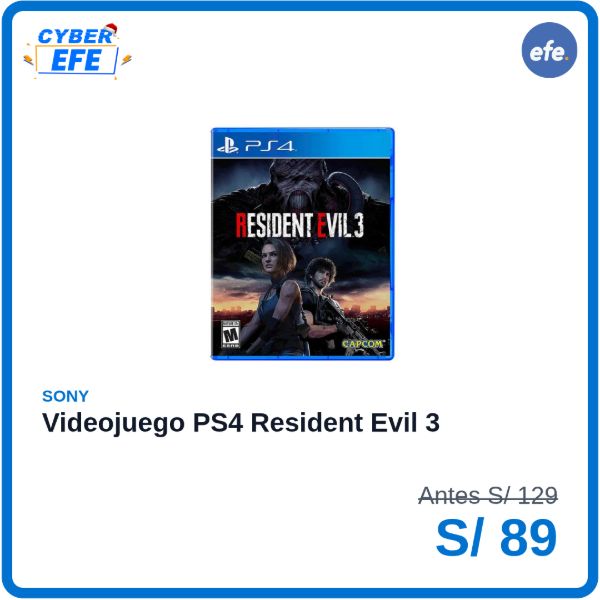 CYBER
EFE
efe.
PS4
RESIDENT EVIL 3
M
CAPCOM
SONY
Videojuego PS4 Resident Evil 3
Antes S/ 129
S/ 89